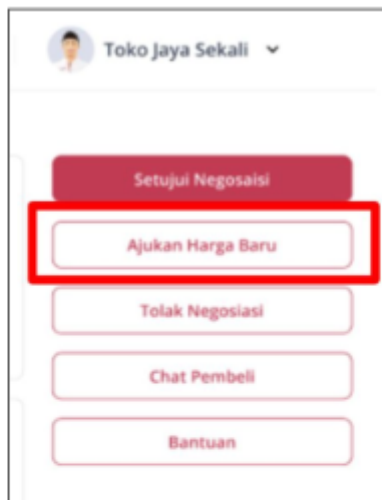 Toko Jaya Sekali
Setujui Negosaisi
Ajukan Harga Baru
Tolak Negosiasi
Chat Pembeli
Bantuan